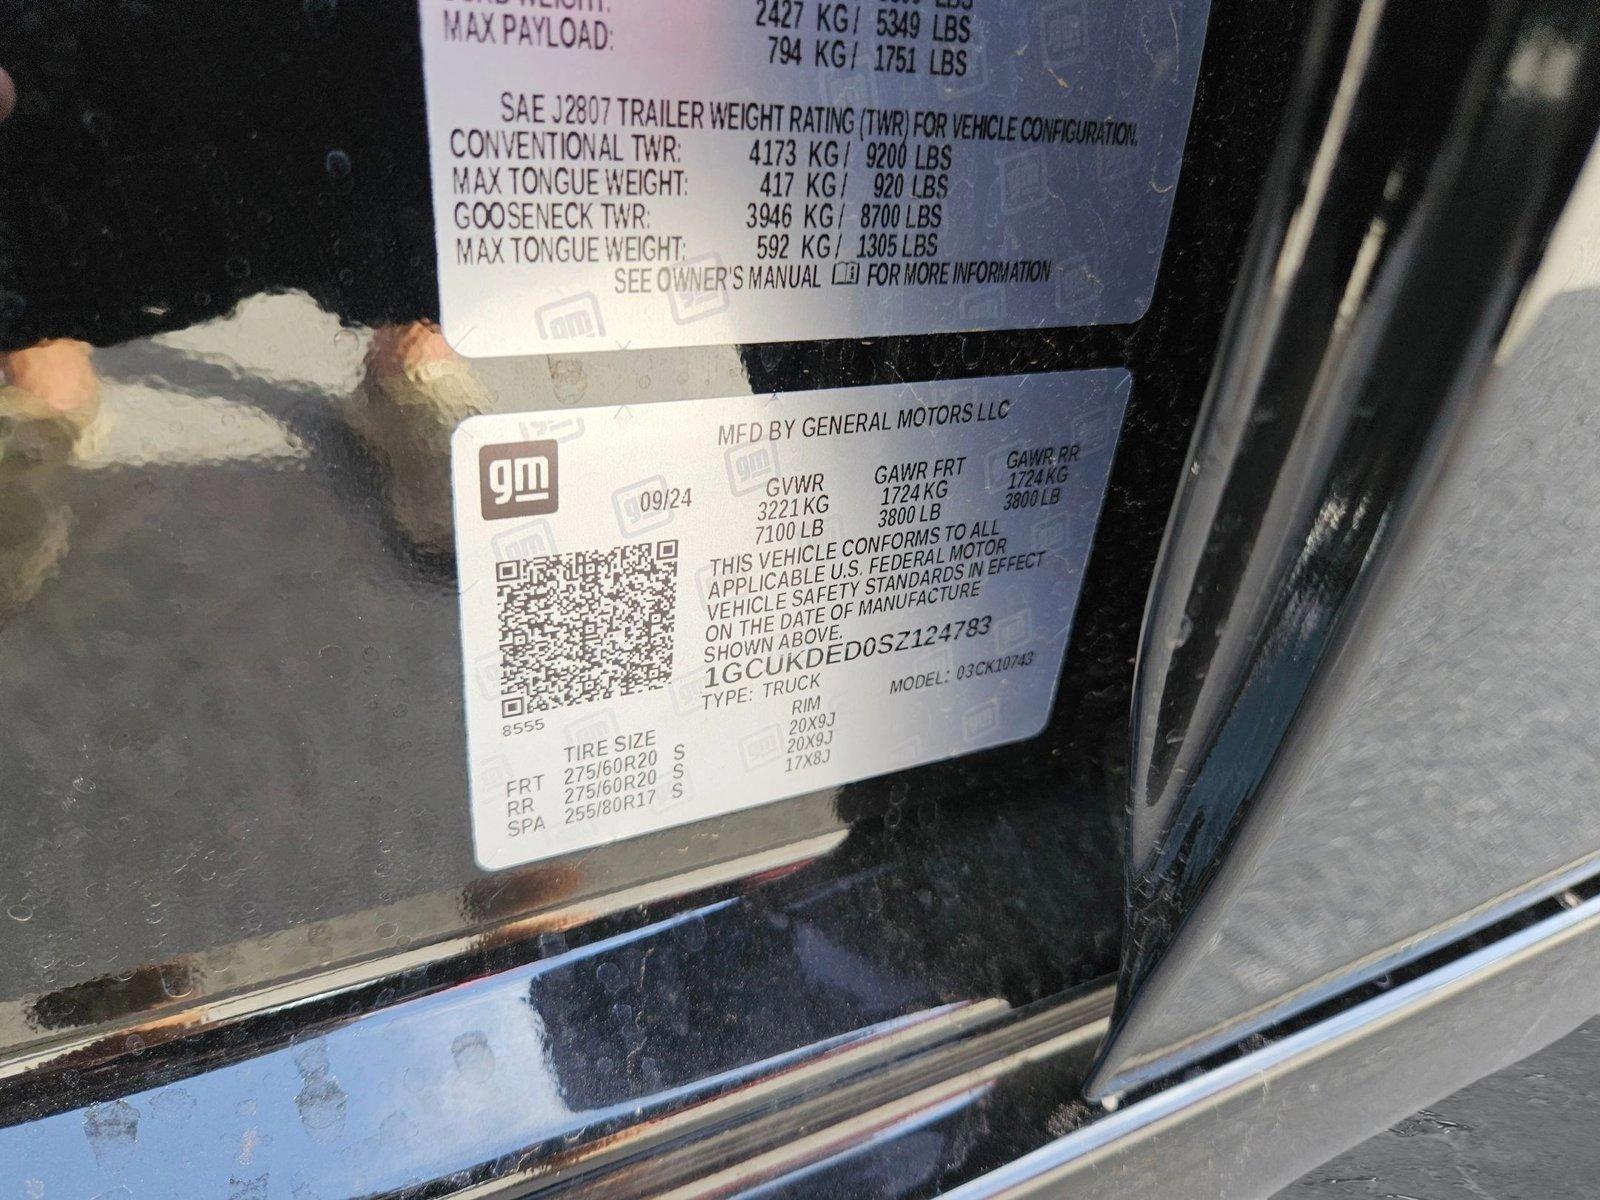 MAX PAYLOAD: 2427 KG/ 5349 LBS
794 KG/ 1751 LBS
SAE J2807 TRAILER WEIGHT RATING (TWR) FOR VEHICLE CONFIGURATION.
CONVENTIONAL TWR: 4173 KG/ 9200 LBS
MAX TONGUE WEIGHT: 417 KG/ 920 LBS
GOOSENECK TWR: 3946 KG/ 8700 LBS
MAX TONGUE WEIGHT: 592 KG/ 1305 LBS
SEE OWNER'S MANUAL FOR MORE INFORMATION
gm
MFD BY GENERAL MOTORS LLC
09/24 GVWR GAWR FRT GAWR RR
3221 KG 1724 KG 1724 KG
7100 LB 3800 LB 3800 LB
THIS VEHICLE CONFORMS TO ALL
APPLICABLE U.S. FEDERAL MOTOR
VEHICLE SAFETY STANDARDS IN EFFECT
ON THE DATE OF MANUFACTURE
SHOWN ABOVE.
1GCUKDED0SZ124783
TYPE: TRUCK MODEL: 03CK10743
8555
TIRE SIZE RIM
FRT 275/60R20 S 20X9J
RR 275/60R20 S 20X9J
SPA 255/80R17 S 17X8J